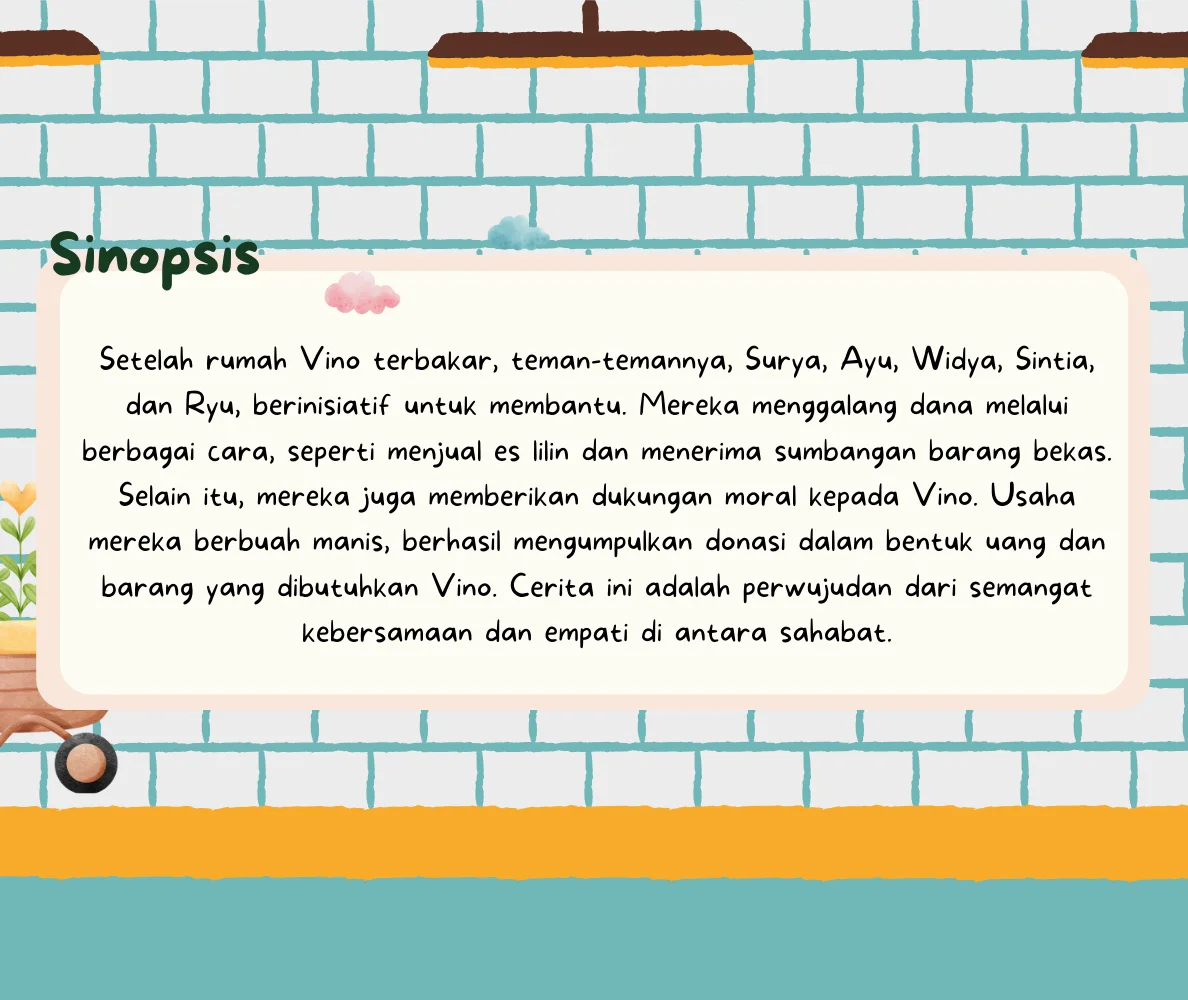 Sinopsis
Setelah rumah Vino terbakar, teman-temannya, Surya, Ayu, Widya, Sintia,
dan Ryu, berinisiatif untuk membantu. Mereka menggalang dana melalui
berbagai cara, seperti menjual es lilin dan menerima sumbangan barang bekas.
Selain itu, mereka juga memberikan dukungan moral kepada Vino. Usaha
mereka berbuah manis, berhasil mengumpulkan donasi dalam bentuk uang dan
barang yang dibutuhkan Vino. Cerita ini adalah perwujudan dari semangat
kebersamaan dan empati di antara sahabat.